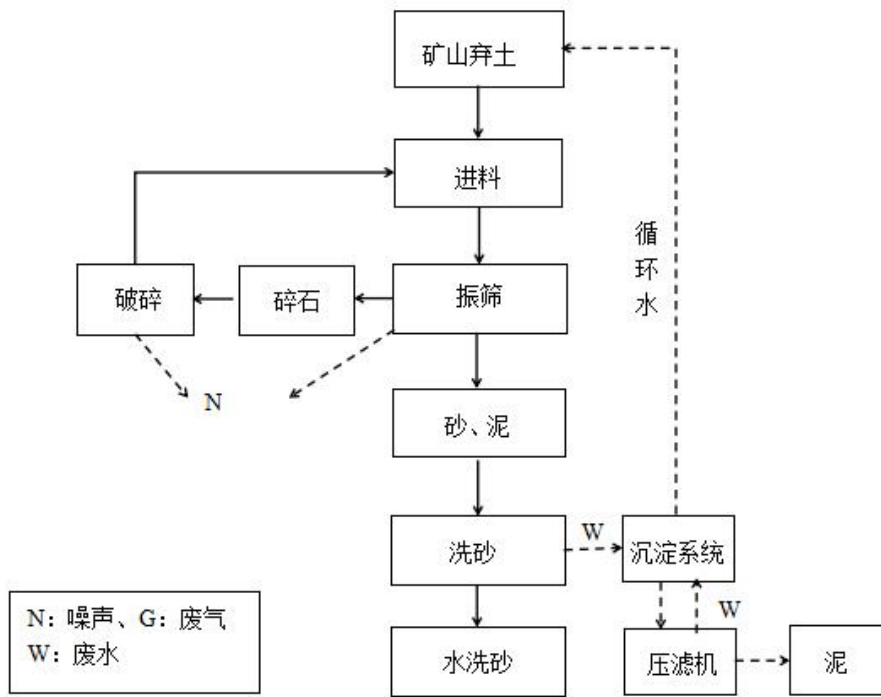 矿山弃土
进料
循
环
水
破碎
碎石
振筛
N
砂、泥
洗砂
W
沉淀系统
W
N：噪声、G：废气
W：废水
水洗砂
压滤机
泥